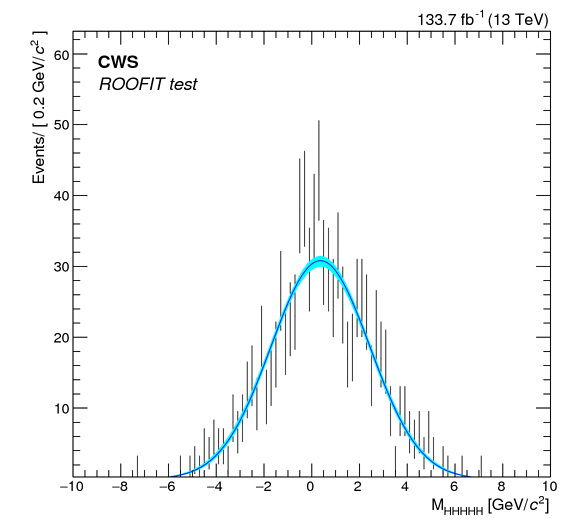 133.7 fb⁻¹ (13 TeV)
Events/ [ 0.2 GeV/c² ]
60
50
40
30
20
10
CWS
ROOFIT test
−10 −8 −6 −4 −2 0 2 4 6 8 10
M_HHHHH [GeV/c²]